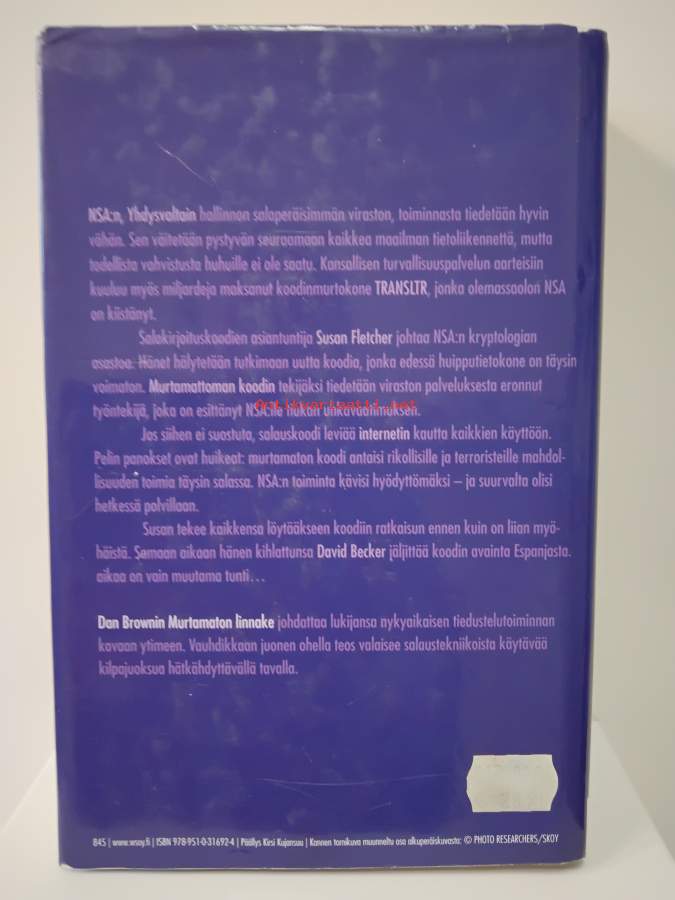 NSA:n, Yhdysvaltain hallinnon salaperäisimmän viraston, toiminnasta tiedetään hyvin
vähän. Sen väitetään pystyvän seuraamaan kaikkea maailman tietoliikennettä, mutta
todellista vahvistusta huhuille ei ole saatu. Kansallisen turvallisuuspalvelun aarteisiin
kuuluu myös miljardeja maksanut koodinmurtokone TRANSLTR, jonka olemassaolon NSA
on kiistänyt.
Salakirjoituskoodien asiantuntija Susan Fletcher johtaa NSA:n kryptologian
osastoa. Hänet hälytetään tutkimaan uutta koodia, jonka edessä huipputietokone on täysin
voimaton. Murtamattoman koodin tekijäksi tiedetään viraston palveluksesta eronnut
työntekijä, joka on esittänyt NSA:lle uhkavaatimuksen.
Antikvariaatti.net
Jos siihen ei suostuta, salauskoodi leviää internetin kautta kaikkien käyttöön.
Pelin panokset ovat huikeat: murtamaton koodi antaisi rikollisille ja terroristeille mahdol-
lisuuden toimia täysin salassa. NSA:n toiminta kävisi hyödyttömäksi – ja suurvalta olisi
hetkessä polvillaan.
Susan tekee kaikkensa löytääkseen koodiin ratkaisun ennen kuin on liian myö-
häistä. Samaan aikaan hänen kihlattunsa David Becker jäljittää koodin avainta Espanjasta.
aikaa on vain muutama tunti...
Dan Brownin Murtamaton linnake johdattaa lukijansa nykyaikaisen tiedustelutoiminnan
kavaan ytimeen. Vauhdikkaan juonen ohella teos valaisee salaustekniikoista käytävää
kilpajuoksua hätkähdyttävällä tavalla.
845 | www.wsoy.fi | ISBN 978-951-0-31692-4 | Päällys Kirsi Kujansuu | Kannen tornikuva muunneltu osa alkuperäiskuvasta: © PHOTO RESEARCHERS/SKOY